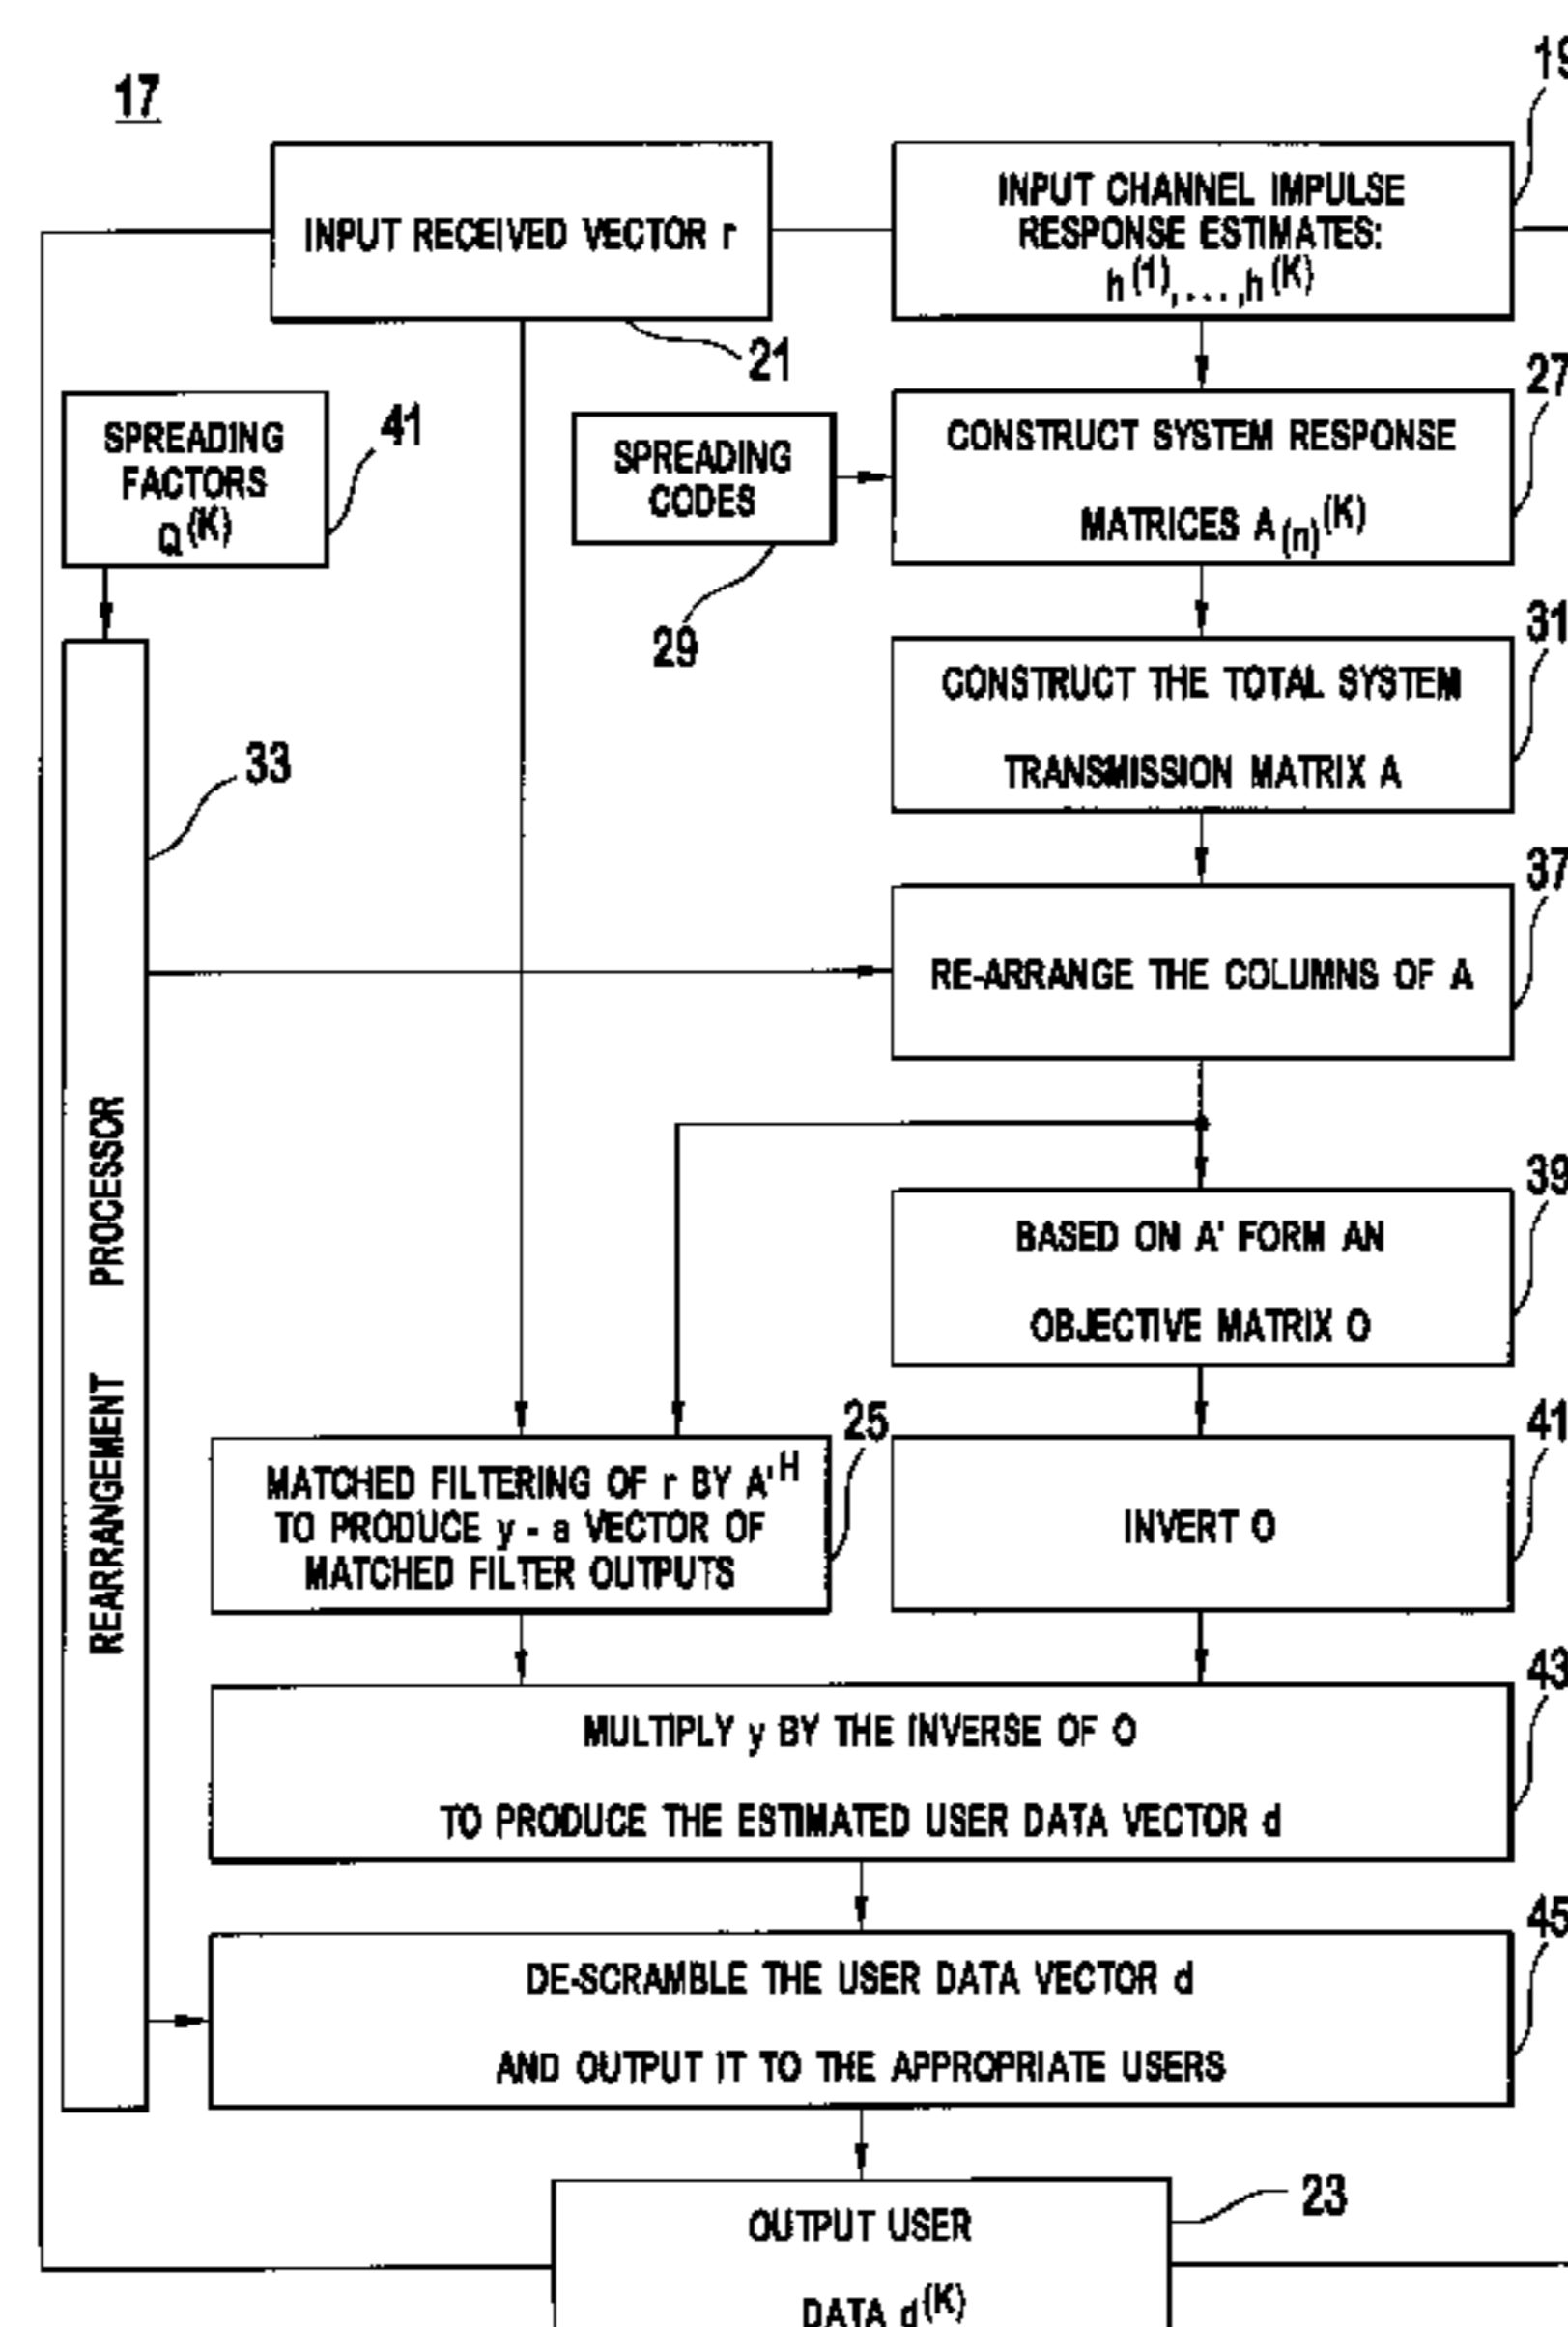 17
19
INPUT RECEIVED VECTOR r
INPUT CHANNEL IMPULSE
RESPONSE ESTIMATES:
h(1),...,h(K)
21
27
SPREADING
FACTORS
Q(K)
41
SPREADING
CODES
29
CONSTRUCT SYSTEM RESPONSE
MATRICES A(n)(K)
31
CONSTRUCT THE TOTAL SYSTEM
TRANSMISSION MATRIX A
33
37
RE-ARRANGE THE COLUMNS OF A
REARRANGEMENT PROCESSOR
39
BASED ON A' FORM AN
OBJECTIVE MATRIX O
25
41
MATCHED FILTERING OF r BY A'H
TO PRODUCE y - a VECTOR OF
MATCHED FILTER OUTPUTS
INVERT O
43
MULTIPLY y BY THE INVERSE OF O
TO PRODUCE THE ESTIMATED USER DATA VECTOR d
45
DE-SCRAMBLE THE USER DATA VECTOR d
AND OUTPUT IT TO THE APPROPRIATE USERS
23
OUTPUT USER
DATA d(K)